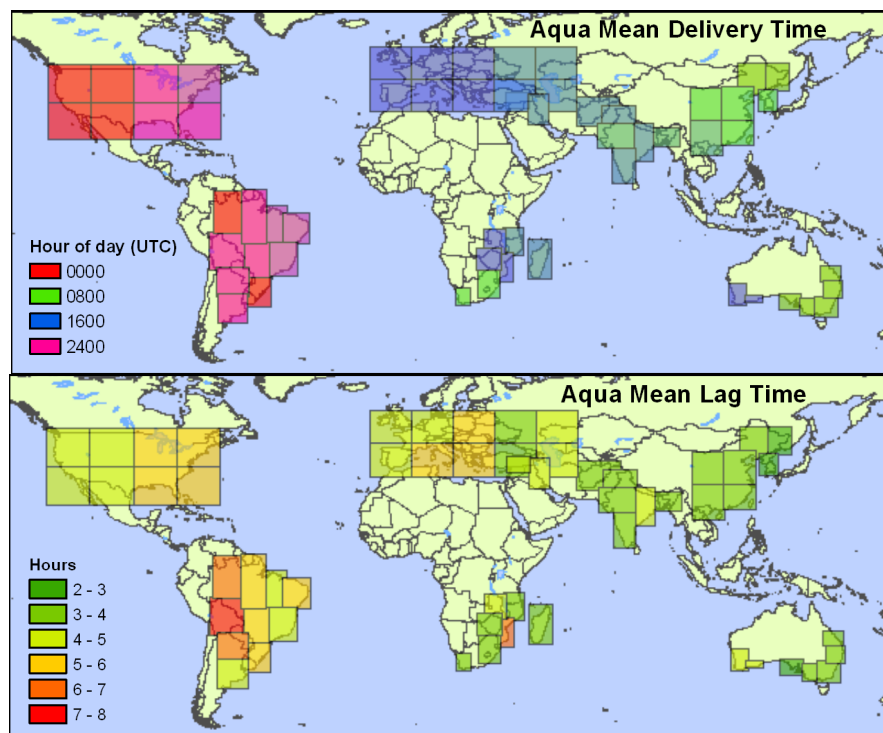 Aqua Mean Delivery Time
Hour of day (UTC)
0000
0800
1600
2400
Aqua Mean Lag Time
Hours
2 - 3
3 - 4
4 - 5
5 - 6
6 - 7
7 - 8